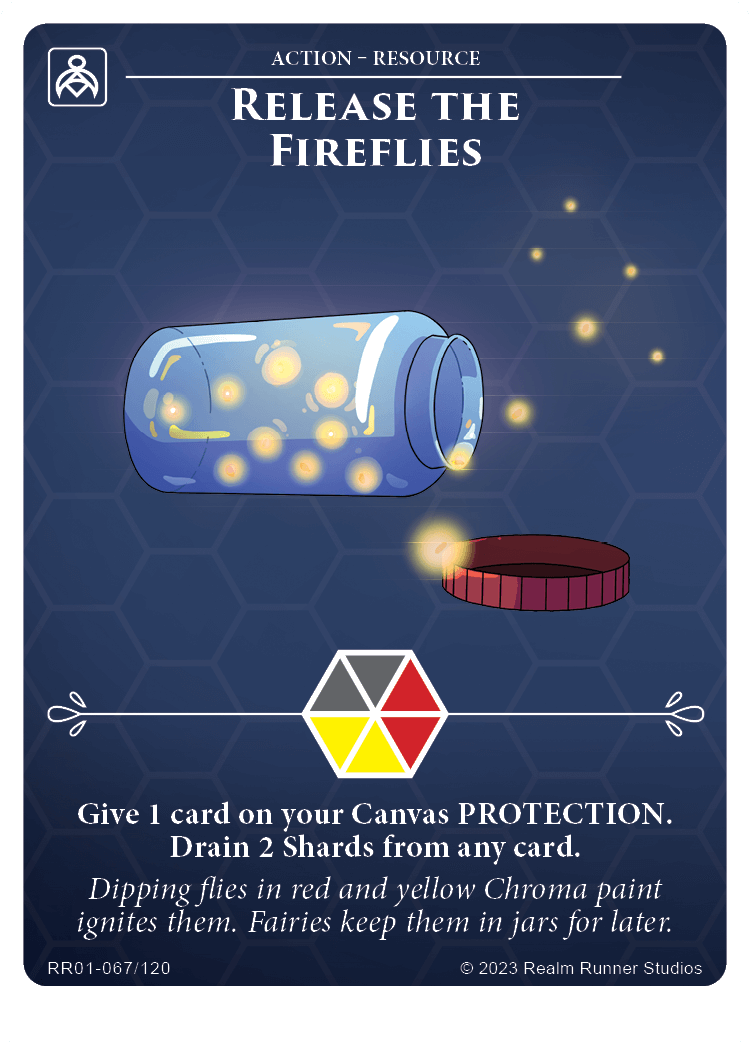 ACTION – RESOURCE
RELEASE THE
FIREFLIES
Give 1 card on your Canvas PROTECTION.
Drain 2 Shards from any card.
Dipping flies in red and yellow Chroma paint
ignites them. Fairies keep them in jars for later.
RR01-067/120
© 2023 Realm Runner Studios